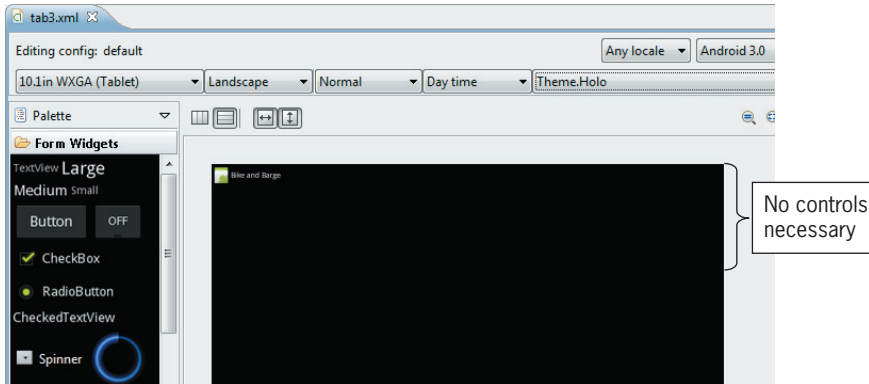 tab3.xml
Editing config: default
Any locale
Android 3.0
10.1in WXGA (Tablet)
Landscape
Normal
Day time
Theme.Holo
Palette
Form Widgets
TextView Large
Medium Small
Button OFF
CheckBox
RadioButton
CheckedTextView
Spinner
Bike and Barge
No controls
necessary